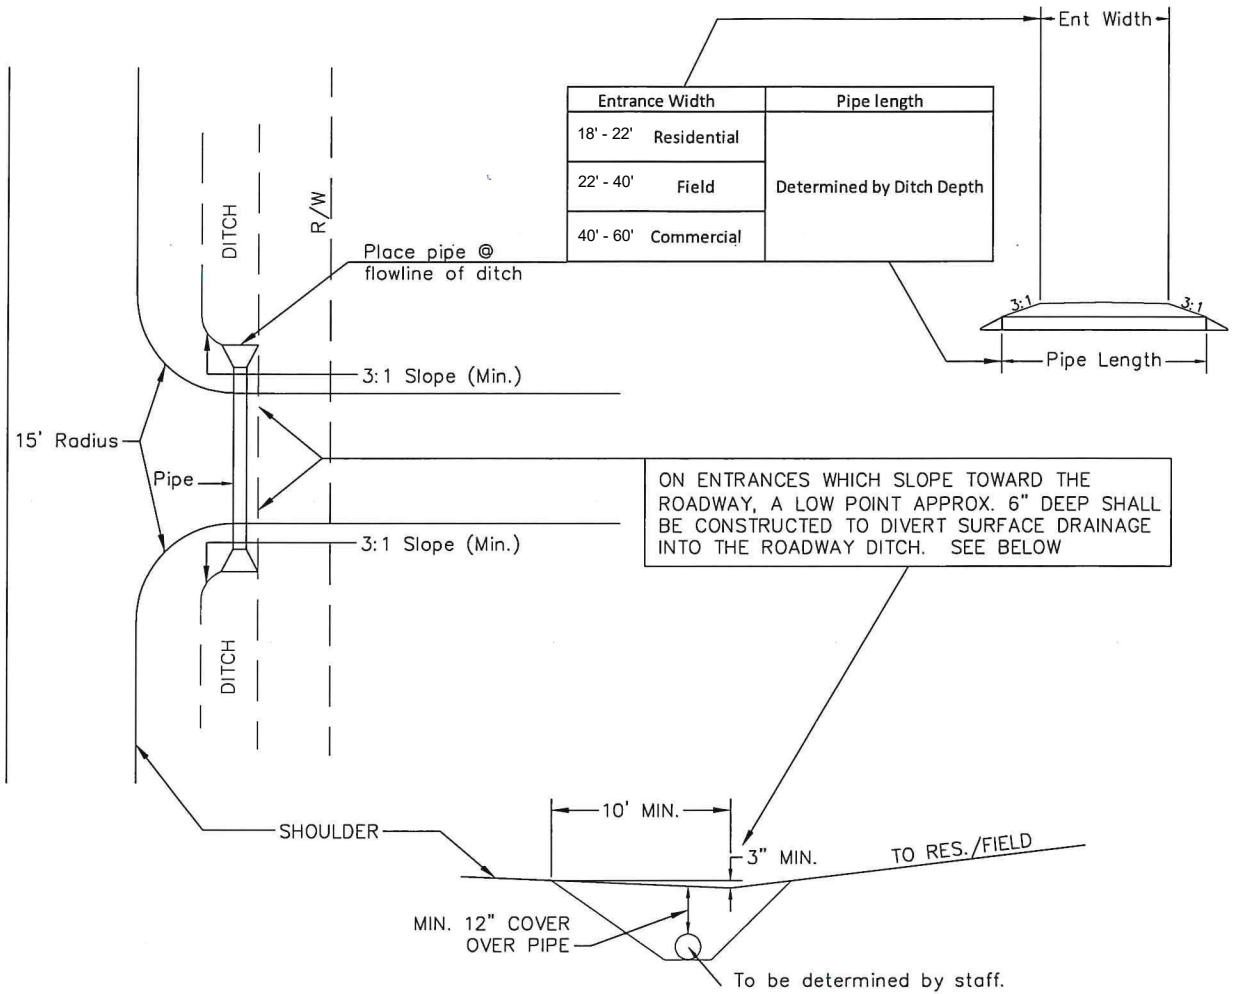 Ent Width
Entrance Width Pipe length
18' - 22' Residential
22' - 40' Field
40' - 60' Commercial
Determined by Ditch Depth
3:1
3:1
Pipe Length
DITCH
R/W
Place pipe @
flowline of ditch
3:1 Slope (Min.)
15' Radius
Pipe
3:1 Slope (Min.)
DITCH
ON ENTRANCES WHICH SLOPE TOWARD THE
ROADWAY, A LOW POINT APPROX. 6" DEEP SHALL
BE CONSTRUCTED TO DIVERT SURFACE DRAINAGE
INTO THE ROADWAY DITCH. SEE BELOW
SHOULDER
10' MIN.
3" MIN.
TO RES./FIELD
MIN. 12" COVER
OVER PIPE
To be determined by staff.